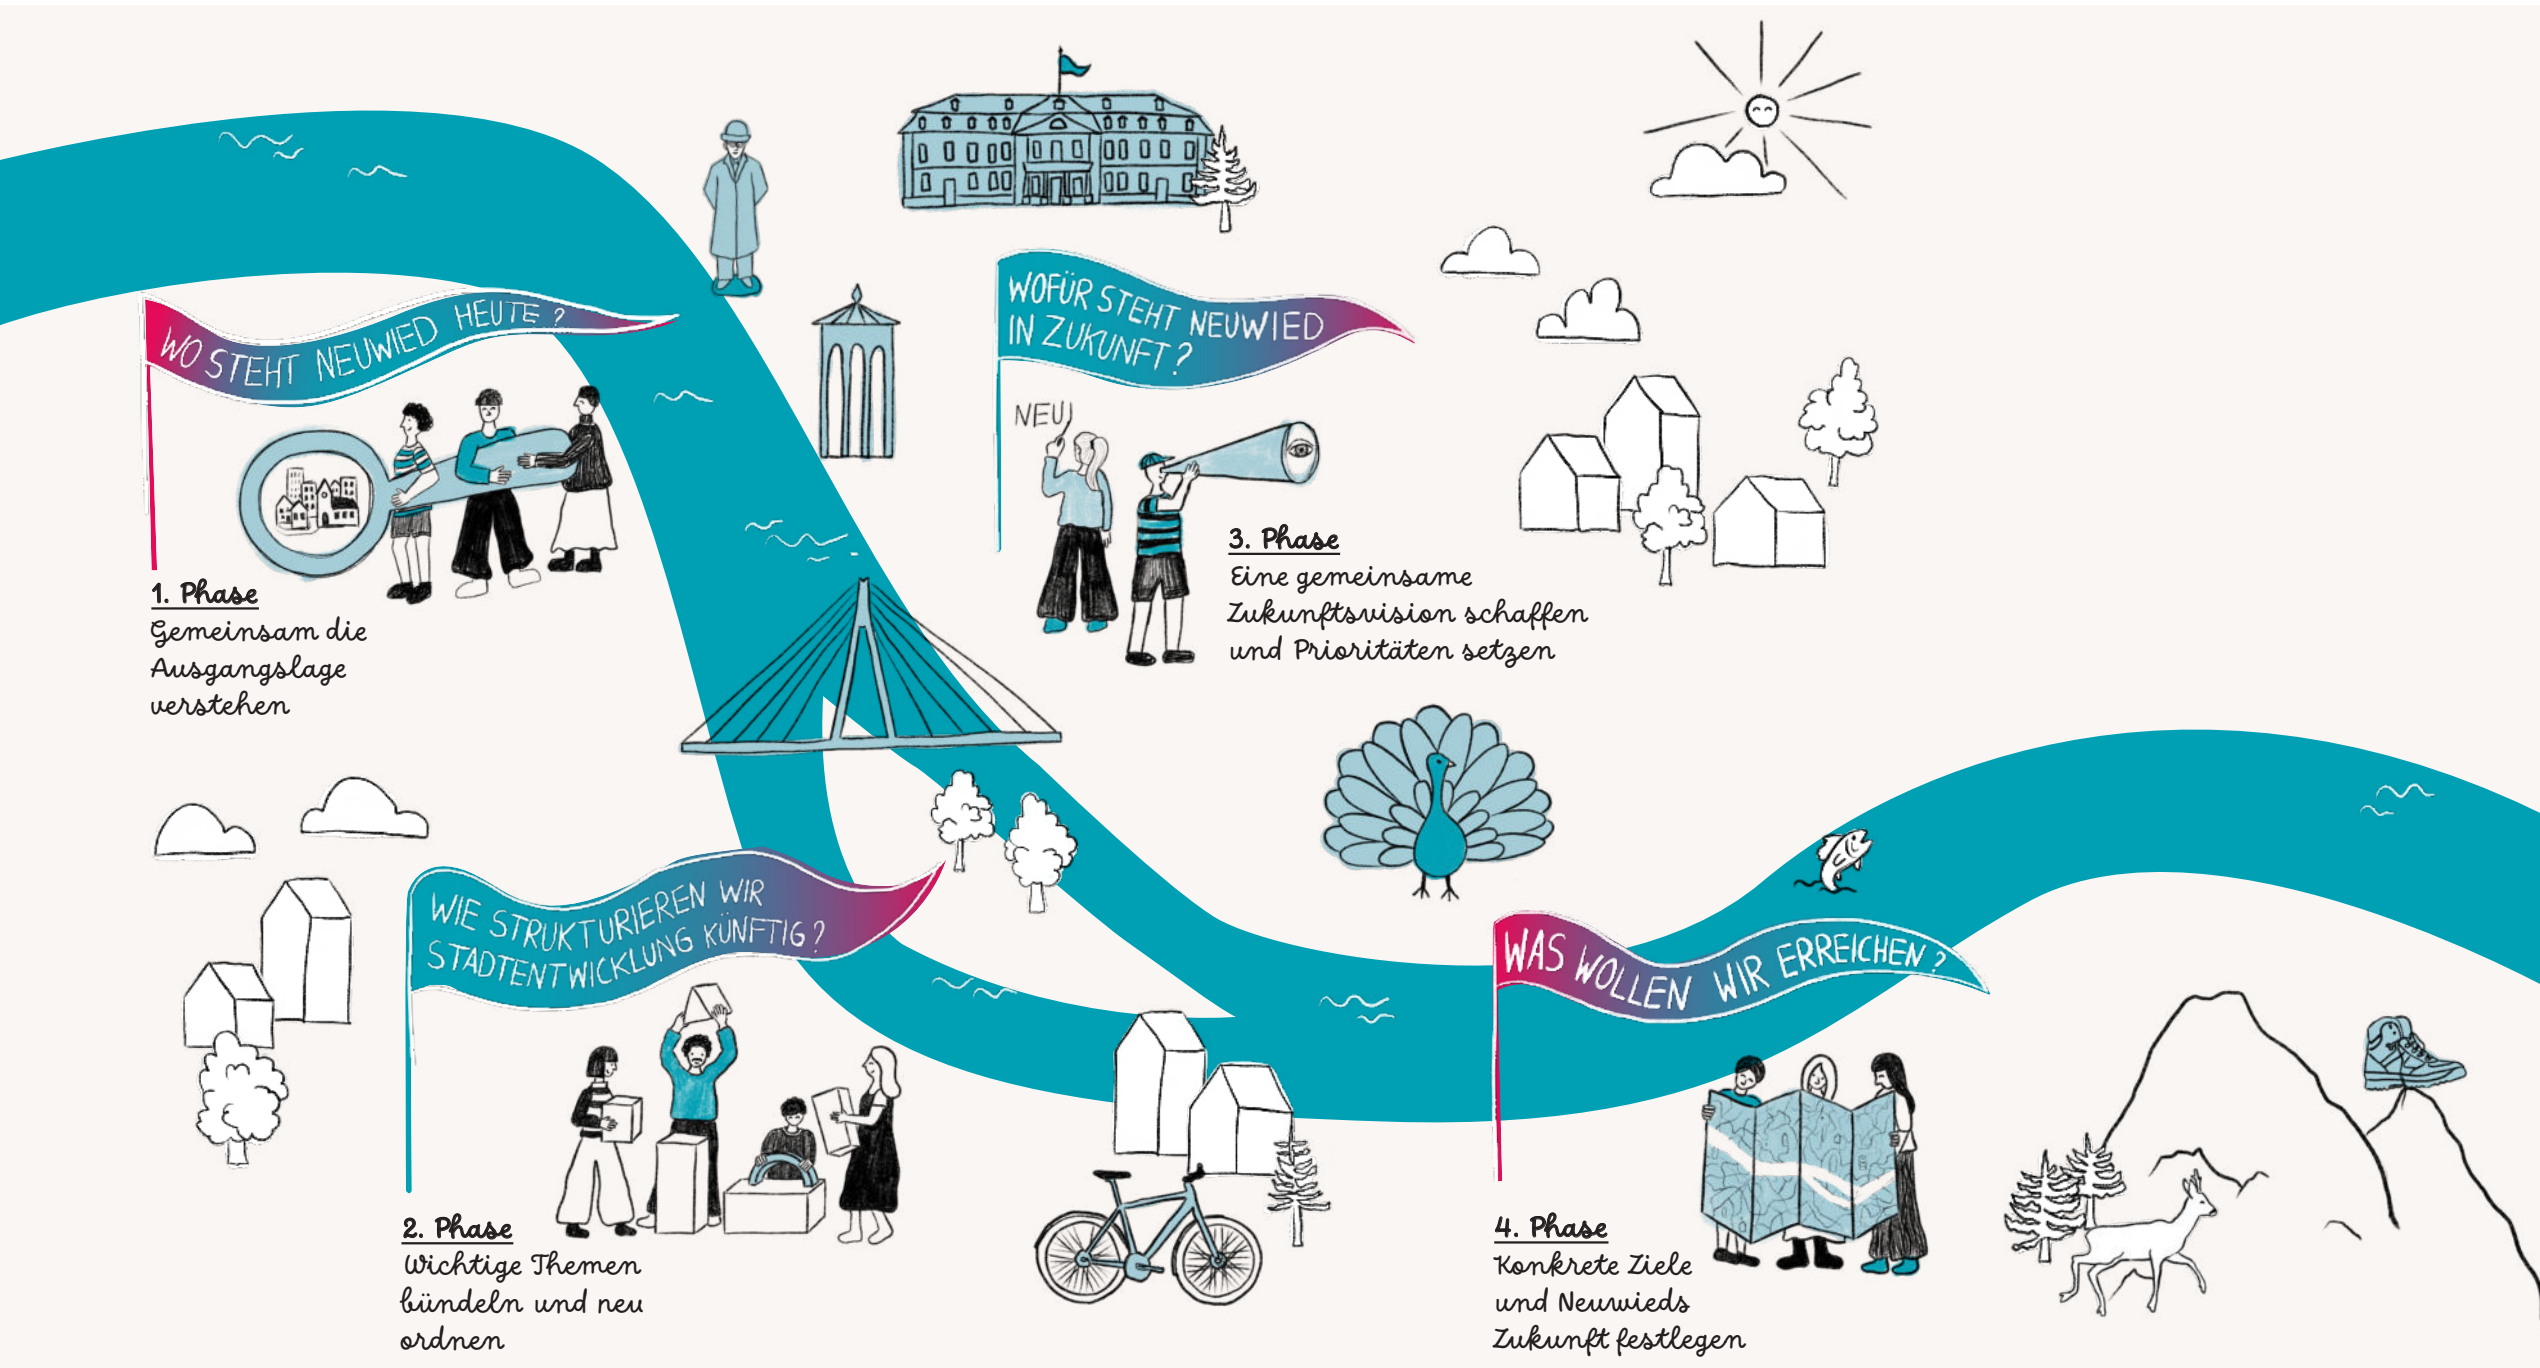 WO STEHT NEUWIED HEUTE?
1. Phase
Gemeinsam die
Ausgangslage
verstehen
WIE STRUKTURIEREN WIR
STADTENTWICKLUNG KÜNFTIG?
2. Phase
Wichtige Themen
bündeln und neu
ordnen
WOFÜR STEHT NEUWIED
IN ZUKUNFT?
NEU
3. Phase
Eine gemeinsame
Zukunftsvision schaffen
und Prioritäten setzen
WAS WOLLEN WIR ERREICHEN?
4. Phase
Konkrete Ziele
und Neuwieds
Zukunft festlegen